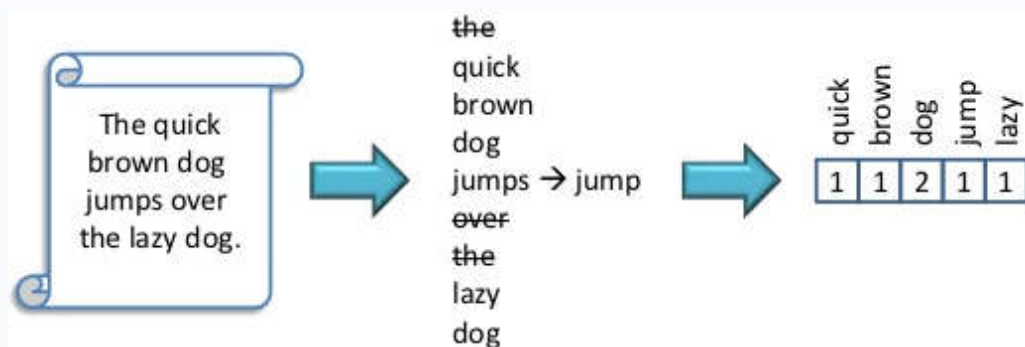 The quick
brown dog
jumps over
the lazy dog.
the
quick
brown
dog
jumps → jump
over
the
lazy
dog
quick brown dog jump lazy
1 1 2 1 1